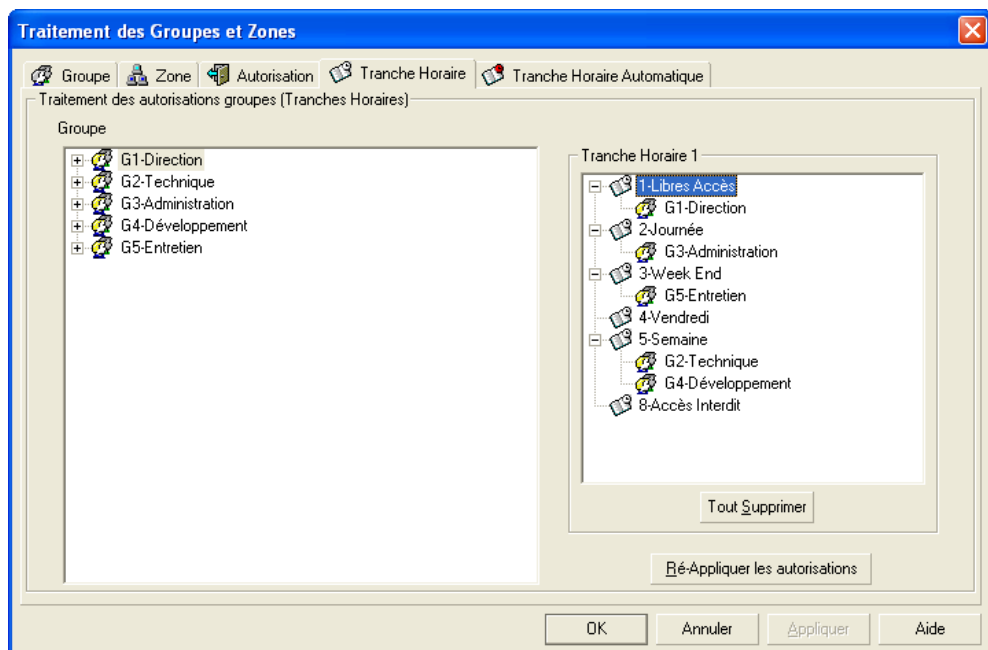 Traitement des Groupes et Zones
Groupe
Zone
Autorisation
Tranche Horaire
Tranche Horaire Automatique
Traitement des autorisations groupes (Tranches Horaires)
Groupe
G1-Direction
G2-Technique
G3-Administration
G4-Développement
G5-Entretien
Tranche Horaire 1
1-Libres Accès
G1-Direction
2-Journée
G3-Administration
3-Week End
G5-Entretien
4-Vendredi
5-Semaine
G2-Technique
G4-Développement
8-Accès Interdit
Tout Supprimer
Ré-Appliquer les autorisations
OK
Annuler
Appliquer
Aide